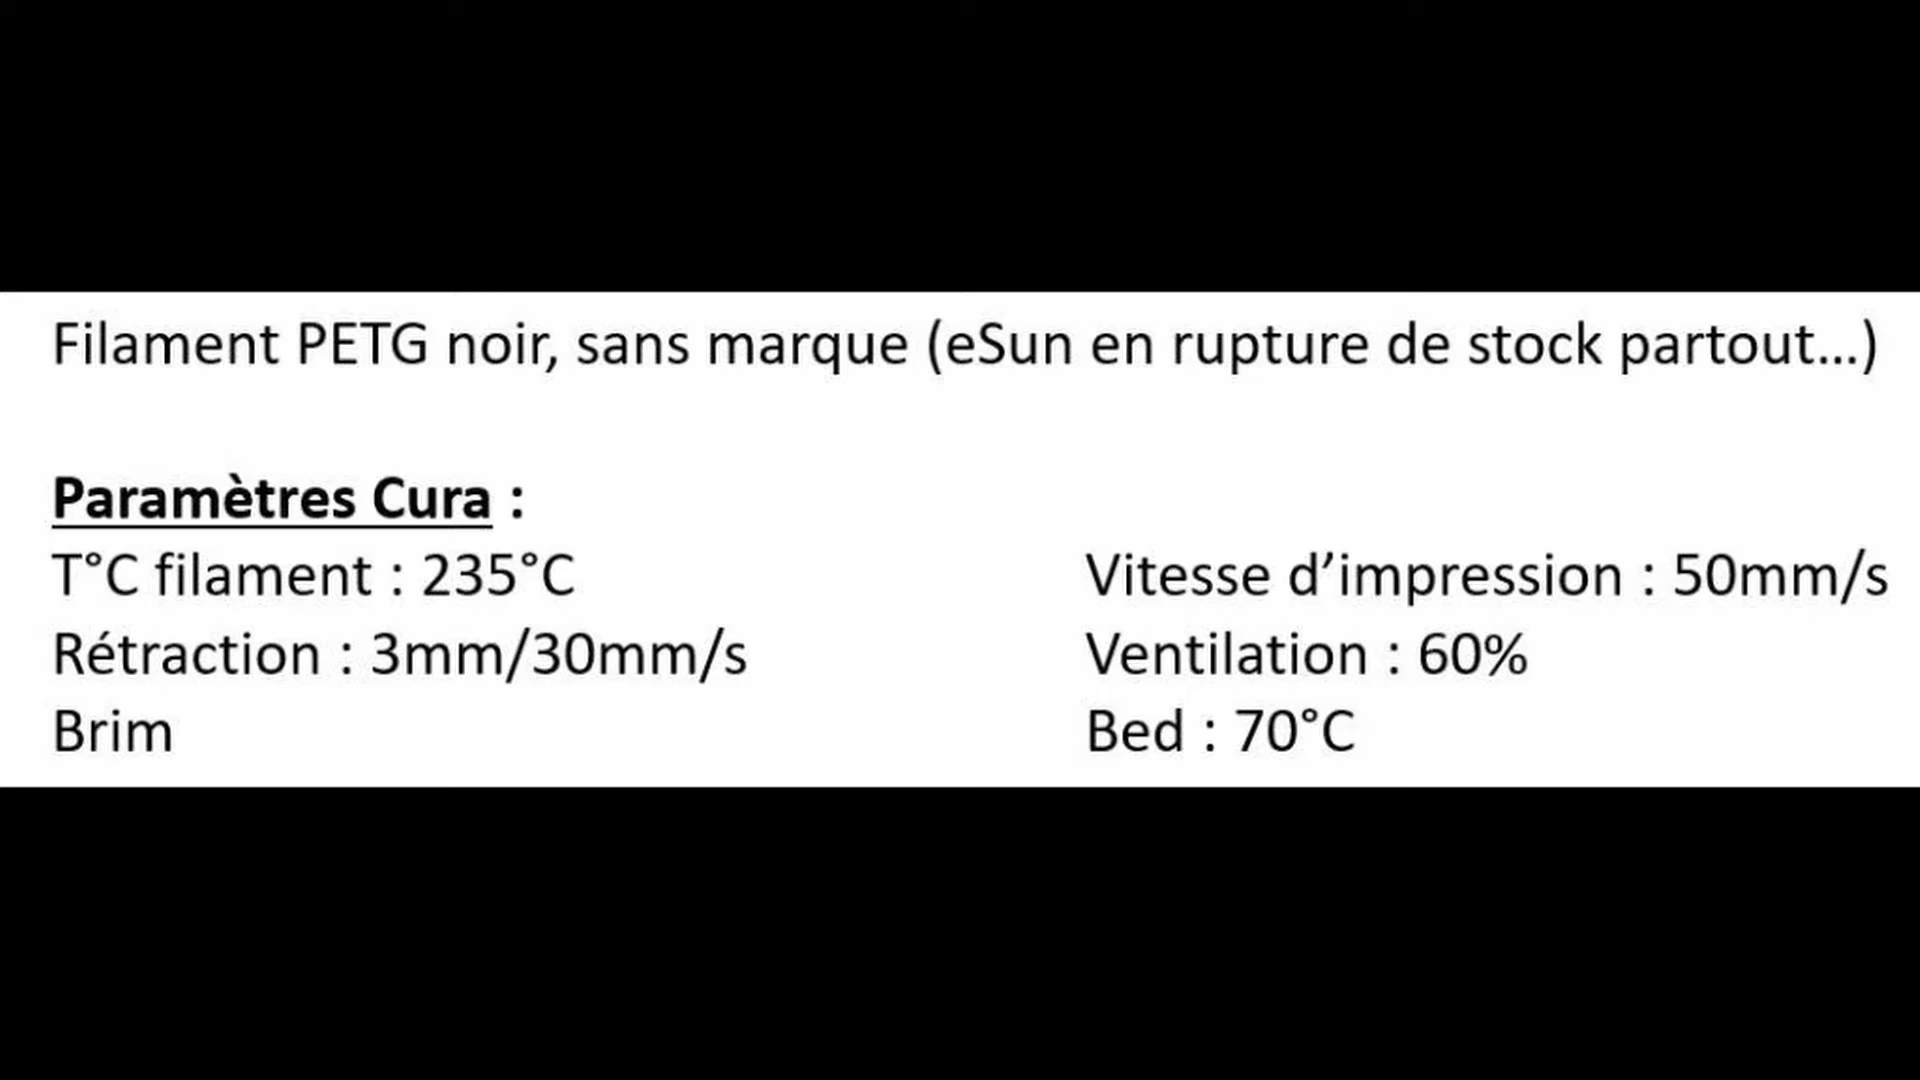 Filament PETG noir, sans marque (eSun en rupture de stock partout...)
Paramètres Cura :
T°C filament : 235°C
Vitesse d’impression : 50mm/s
Rétraction : 3mm/30mm/s
Ventilation : 60%
Brim
Bed : 70°C